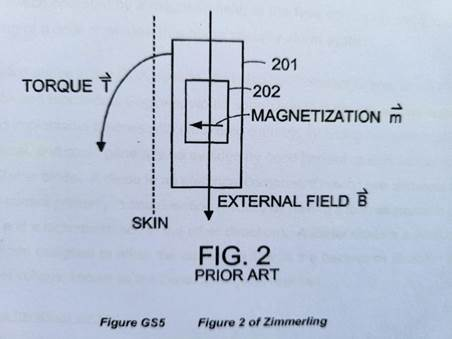 201
202
TORQUE T
MAGNETIZATION m
EXTERNAL FIELD B
SKIN
FIG. 2
PRIOR ART
Figure GS5 Figure 2 of Zimmerling